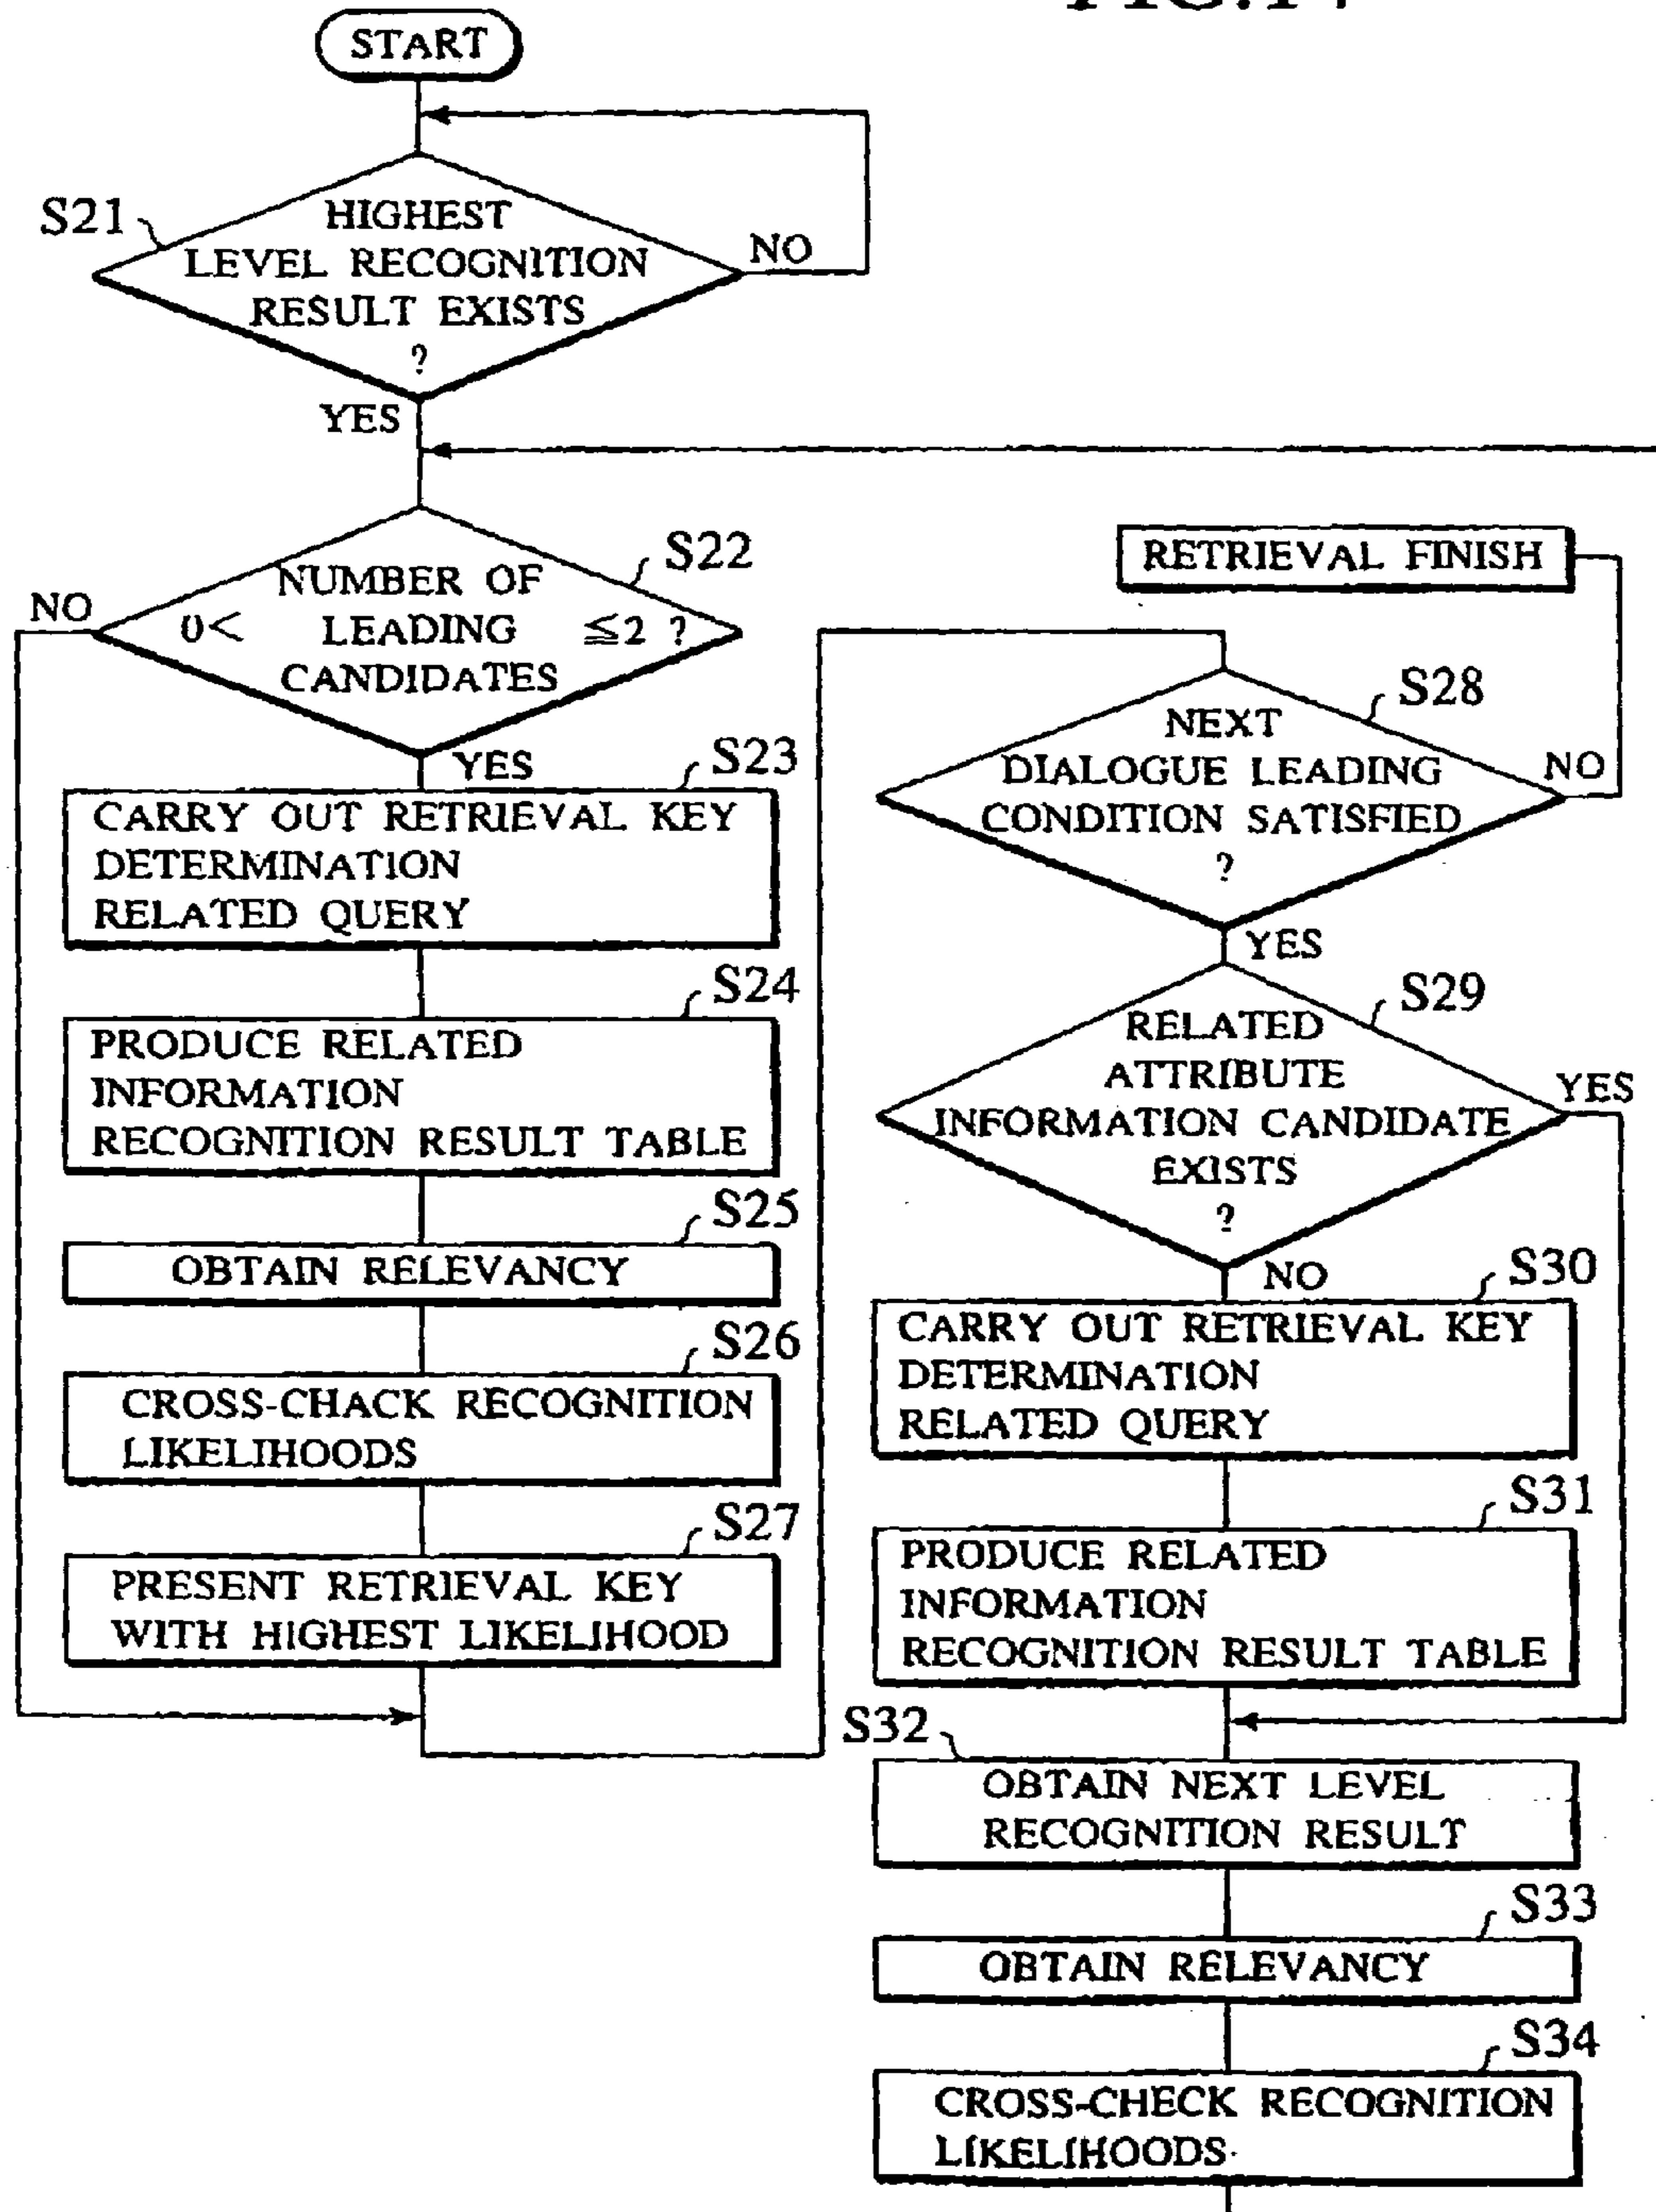 START
S21
HIGHEST
LEVEL RECOGNITION
RESULT EXISTS
?
NO
YES
S22
NO
NUMBER OF
0< LEADING ≦2 ?
CANDIDATES
YES
S23
CARRY OUT RETRIEVAL KEY
DETERMINATION
RELATED QUERY
S24
PRODUCE RELATED
INFORMATION
RECOGNITION RESULT TABLE
S25
OBTAIN RELEVANCY
S26
CROSS-CHACK RECOGNITION
LIKELIHOODS
S27
PRESENT RETRIEVAL KEY
WITH HIGHEST LIKELIHOOD
RETRIEVAL FINISH
S28
NEXT
DIALOGUE LEADING
CONDITION SATISFIED
?
NO
YES
S29
RELATED
ATTRIBUTE
INFORMATION CANDIDATE
EXISTS
?
YES
NO
S30
CARRY OUT RETRIEVAL KEY
DETERMINATION
RELATED QUERY
S31
PRODUCE RELATED
INFORMATION
RECOGNITION RESULT TABLE
S32
OBTAIN NEXT LEVEL
RECOGNITION RESULT
S33
OBTAIN RELEVANCY
S34
CROSS-CHECK RECOGNITION
LIKELIHOODS